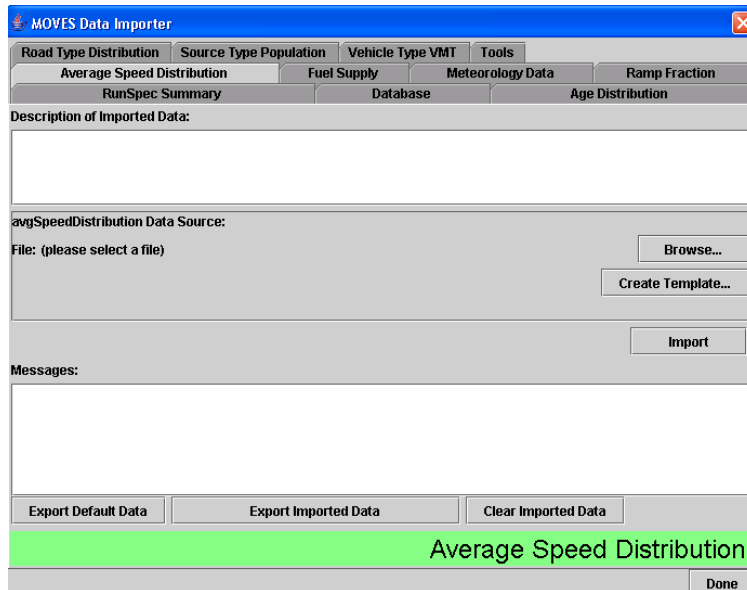 MOVES Data Importer
Road Type Distribution Source Type Population Vehicle Type VMT Tools
Average Speed Distribution Fuel Supply Meteorology Data Ramp Fraction
RunSpec Summary Database Age Distribution
Description of Imported Data:
avgSpeedDistribution Data Source:
File: (please select a file) Browse...
Create Template...
Import
Messages:
Export Default Data Export Imported Data Clear Imported Data
Average Speed Distribution
Done